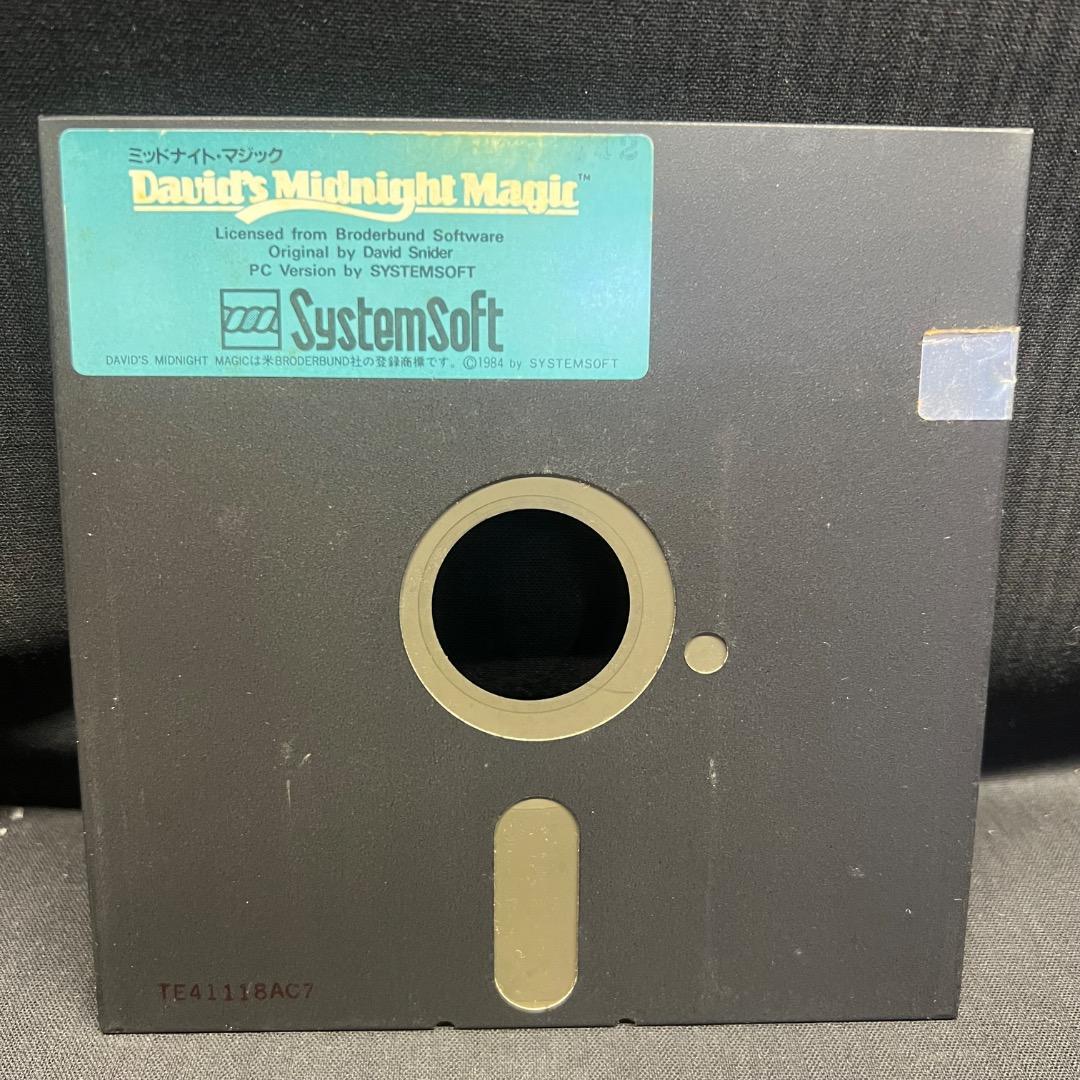 ミッドナイト・マジック
742
David's Midnight Magic™
Licensed from Broderbund Software
Original by David Snider
PC Version by SYSTEMSOFT
SystemSoft
DAVID'S MIDNIGHT MAGICは米BRODERBUND社の登録商標です。©1984 by SYSTEMSOFT
TE41118AC7